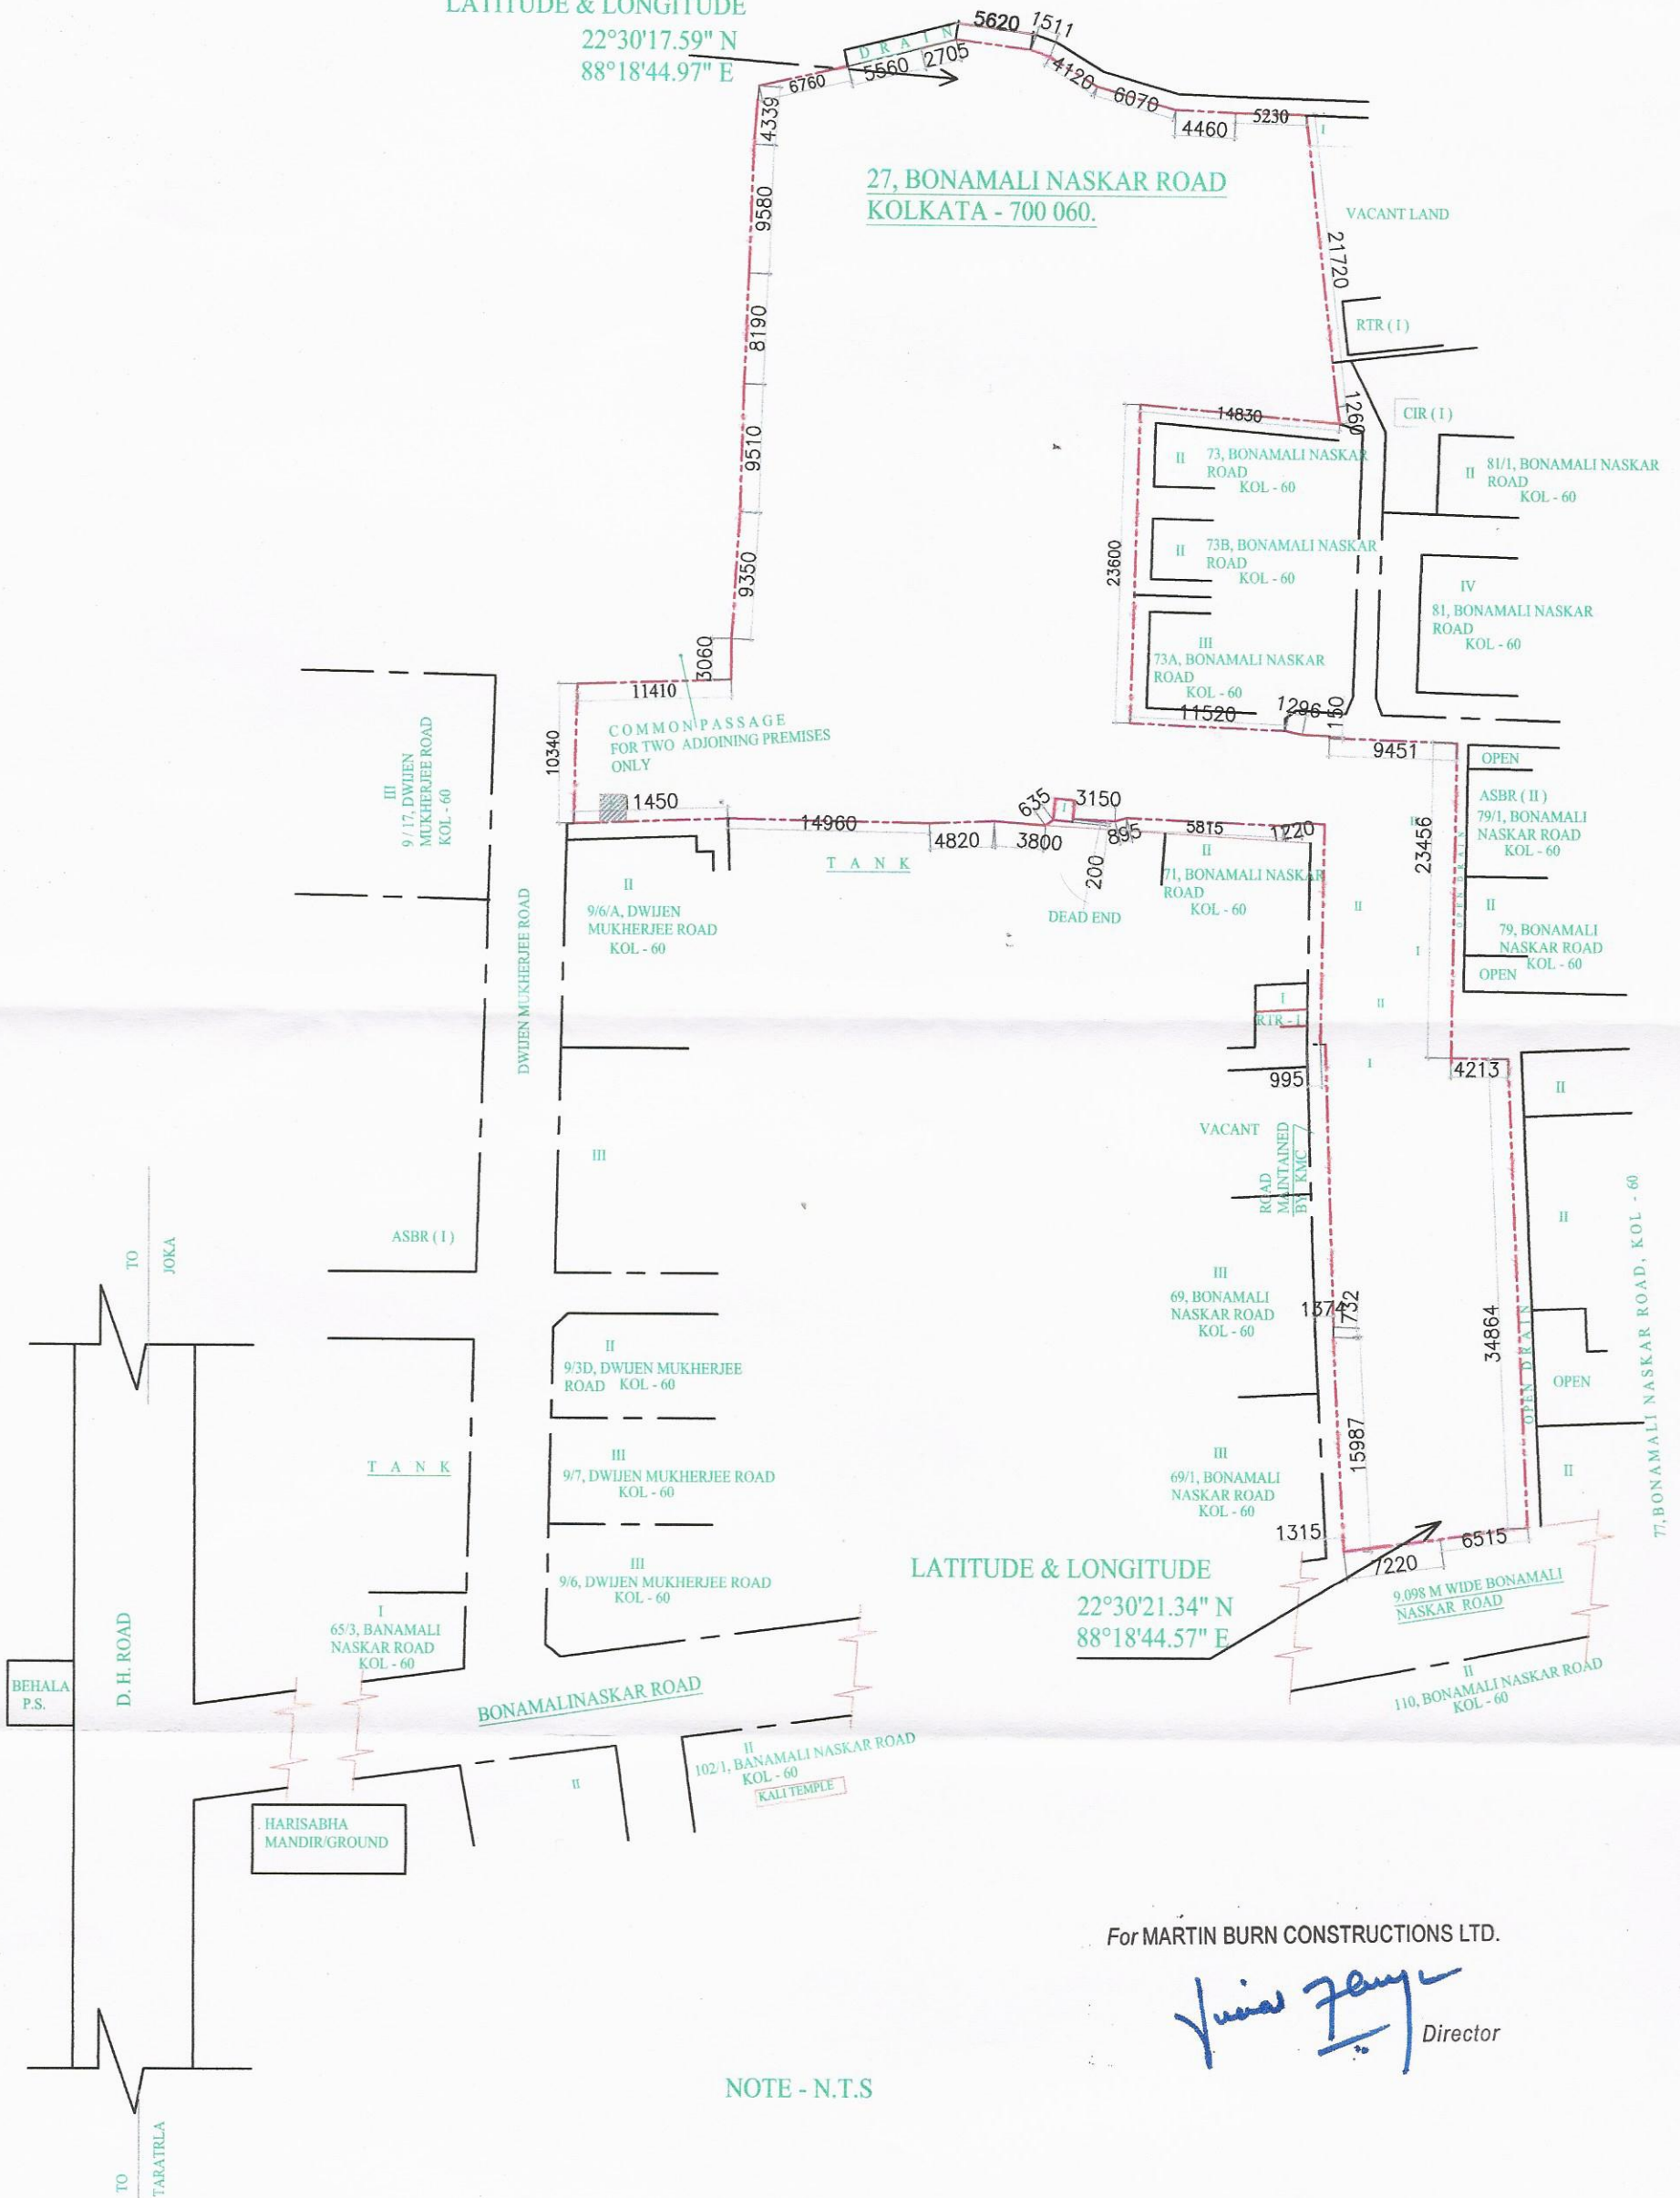 LATITUDE & LONGITUDE
22°30'17.59" N
88°18'44.97" E
DRAIN
5620
1511
6760
5560
2705
4120
6070
4460
5230
I
4339
9580
8190
9510
9350
3060
27, BONAMALI NASKAR ROAD
KOLKATA - 700 060.
VACANT LAND
21720
RTR ( I )
1260
CIR ( I )
14830
II
73, BONAMALI NASKAR
ROAD
KOL - 60
II
81/1, BONAMALI NASKAR
ROAD
KOL - 60
II
73B, BONAMALI NASKAR
ROAD
KOL - 60
23600
IV
81, BONAMALI NASKAR
ROAD
KOL - 60
III
73A, BONAMALI NASKAR
ROAD
KOL - 60
11520
1296
150
9451
11410
COMMON PASSAGE
FOR TWO ADJOINING PREMISES
ONLY
10340
1450
14960
4820
3800
635
I
3150
895
5815
1220
200
DEAD END
TANK
III
9 / 17, DWIJEN
MUKHERJEE ROAD
KOL - 60
II
9/6/A, DWIJEN
MUKHERJEE ROAD
KOL - 60
DWIJEN MUKHERJEE ROAD
II
71, BONAMALI NASKAR
ROAD
KOL - 60
II
II
I
II
I
23456
OPEN DRAIN
OPEN
ASBR ( II )
79/1, BONAMALI
NASKAR ROAD
KOL - 60
II
79, BONAMALI
NASKAR ROAD
KOL - 60
OPEN
I
RTR - I
995
4213
II
VACANT
ROAD
MAINTAINED
BY KMC
III
II
77, BONAMALI NASKAR ROAD, KOL - 60
ASBR ( I )
TO
JOKA
III
69, BONAMALI
NASKAR ROAD
KOL - 60
1374
732
34864
OPEN DRAIN
OPEN
II
9/3D, DWIJEN MUKHERJEE
ROAD KOL - 60
TANK
III
9/7, DWIJEN MUKHERJEE ROAD
KOL - 60
III
69/1, BONAMALI
NASKAR ROAD
KOL - 60
15987
II
1315
7220
6515
III
9/6, DWIJEN MUKHERJEE ROAD
KOL - 60
LATITUDE & LONGITUDE
22°30'21.34" N
88°18'44.57" E
9.098 M WIDE BONAMALI
NASKAR ROAD
I
65/3, BANAMALI
NASKAR ROAD
KOL - 60
BEHALA
P.S.
D. H. ROAD
BONAMALINASKAR ROAD
II
110, BONAMALI NASKAR ROAD
KOL - 60
II
102/1, BANAMALI NASKAR ROAD
KOL - 60
KALI TEMPLE
II
HARISABHA
MANDIR/GROUND
For MARTIN BURN CONSTRUCTIONS LTD.
Director
NOTE - N.T.S
TO
TARATRLA